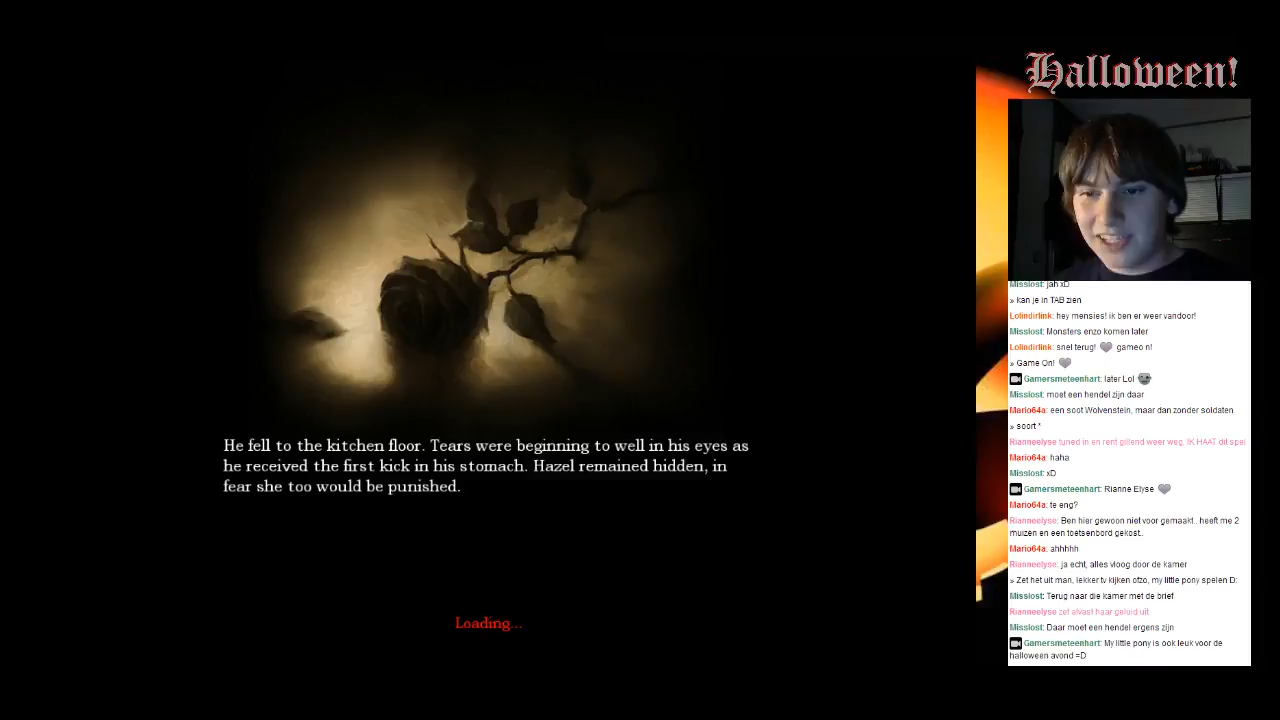 Halloween!
He fell to the kitchen floor. Tears were beginning to well in his eyes as
he received the first kick in his stomach. Hazel remained hidden, in
fear she too would be punished.
Loading...
Misslost: jah xD
» kan je in TAB zien
Lolindirlink: hey mensies! ik ben er weer vandoor!
Misslost: Monsters enzo komen later
Lolindirlink: snel terug! gameo n!
» Game On!
Gamersmeteenhart: later Lol
Misslost: moet een hendel zijn daar
Mario64a: een soot Wolvenstein, maar dan zonder soldaten
» soort *
Rianneelyse tuned in en rent gillend weer weg, IK HAAT dit spel
Mario64a: haha
Misslost: xD
Gamersmeteenhart: Rianne Elyse
Mario64a: te eng?
Rianneelyse: Ben hier gewoon niet voor gemaakt.. heeft me 2
muizen en een toetsenbord gekost..
Mario64a: ahhhhh
Rianneelyse: ja echt, alles vloog door de kamer
» Zet het uit man, lekker tv kijken ofzo, my little pony spelen D:
Misslost: Terug naar die kamer met de brief
Rianneelyse zet alvast haar geluid uit
Misslost: Daar moet een hendel ergens zijn
Gamersmeteenhart: My little pony is ook leuk voor de
halloween avond =D